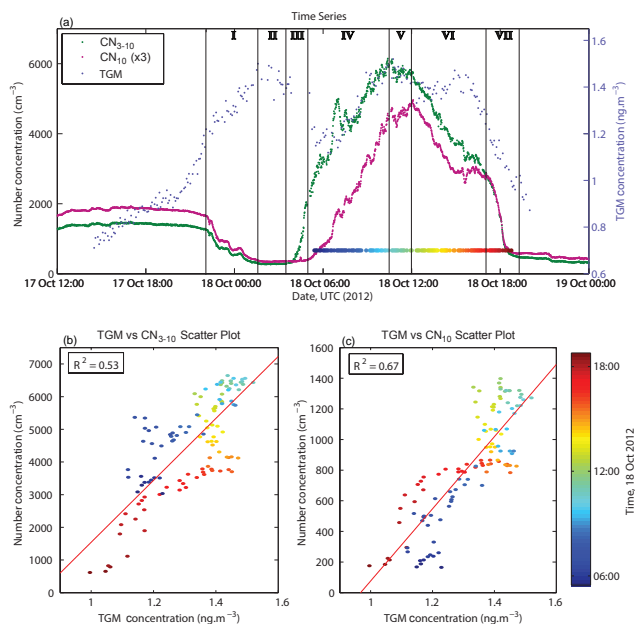 Time Series
(a)
I II III IV V VI VII
CN3-10
CN10 (x3)
TGM
6000
4000
2000
0
Number concentration (cm−3)
1.6
1.4
1.2
1
0.8
0.6
TGM concentration (ng.m−3)
17 Oct 12:00 17 Oct 18:00 18 Oct 00:00 18 Oct 06:00 18 Oct 12:00 18 Oct 18:00 19 Oct 00:00
Date, UTC (2012)
(b) TGM vs CN3-10 Scatter Plot
R2 = 0.53
7000
6000
5000
4000
3000
2000
1000
0
Number concentration (cm−3)
1 1.2 1.4 1.6
TGM concentration (ng.m−3)
(c) TGM vs CN10 Scatter Plot
R2 = 0.67
1600
1400
1200
1000
800
600
400
200
0
Number concentration (cm−3)
1 1.2 1.4 1.6
TGM concentration (ng.m−3)
18:00
12:00
06:00
Time, 18 Oct 2012